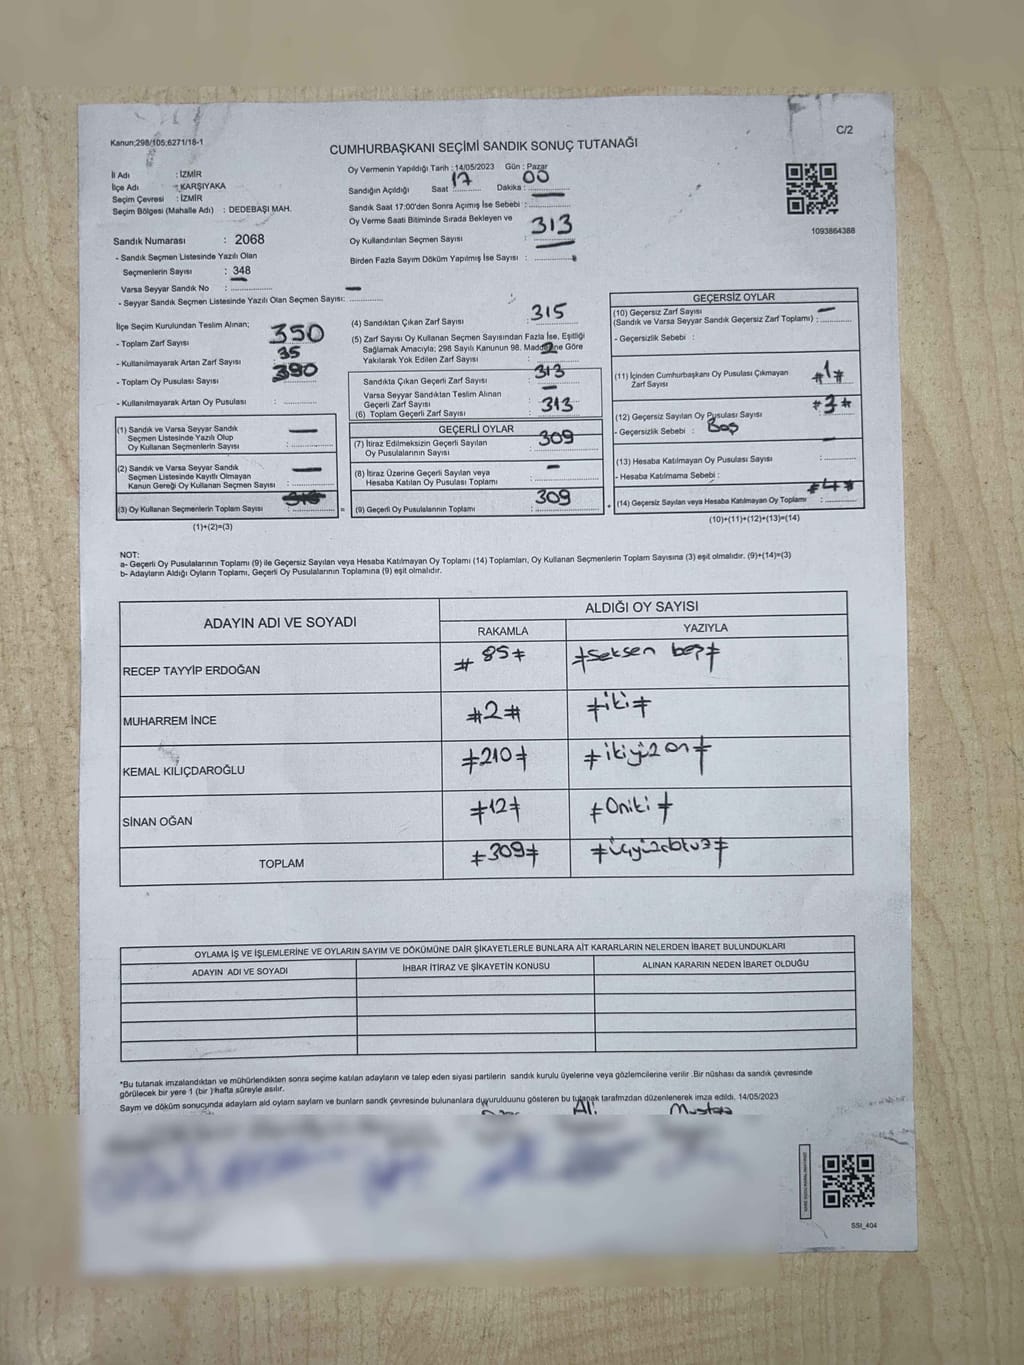 Kanun;298/105;6271/18-1
C/2
CUMHURBAŞKANI SEÇİMİ SANDIK SONUÇ TUTANAĞI
İl Adı : İZMİR
İlçe Adı : KARŞIYAKA
Seçim Çevresi : İZMİR
Seçim Bölgesi (Mahalle Adı) : DEDEBAŞI MAH.
Oy Vermenin Yapıldığı Tarih : 14/05/2023 Gün : Pazar
Sandığın Açıldığı Saat : 17 Dakika : 00
Sandık Saat 17:00'den Sonra Açımış İse Sebebi :
Oy Verme Saati Bitiminde Sırada Bekleyen ve
Oy Kullandırılan Seçmen Sayısı : 313
Birden Fazla Sayım Döküm Yapılmış İse Sayısı :
1093864388
Sandık Numarası : 2068
- Sandık Seçmen Listesinde Yazılı Olan
Seçmenlerin Sayısı : 348
Varsa Seyyar Sandık No : —
- Seyyar Sandık Seçmen Listesinde Yazılı Olan Seçmen Sayısı:
İlçe Seçim Kurulundan Teslim Alınan;
- Toplam Zarf Sayısı 350
- Kullanılmayarak Artan Zarf Sayısı 35
- Toplam Oy Pusulası Sayısı 390
- Kullanılmayarak Artan Oy Pusulası :
(1) Sandık ve Varsa Seyyar Sandık
Seçmen Listesinde Yazılı Olup
Oy Kullanan Seçmenlerin Sayısı : —
(2) Sandık ve Varsa Seyyar Sandık
Seçmen Listesinde Kayıtlı Olmayan
Kanun Gereği Oy Kullanan Seçmen Sayısı : —
(3) Oy Kullanan Seçmenlerin Toplam Sayısı :
(1)+(2)=(3)
(4) Sandıktan Çıkan Zarf Sayısı : 315
(5) Zarf Sayısı Oy Kullanan Seçmen Sayısından Fazla İse, Eşitliği
Sağlamak Amacıyla; 298 Sayılı Kanunun 98. Maddesine Göre
Yakılarak Yok Edilen Zarf Sayısı : 2
Sandıkta Çıkan Geçerli Zarf Sayısı : 313
Varsa Seyyar Sandıktan Teslim Alınan
Geçerli Zarf Sayısı : —
(6) Toplam Geçerli Zarf Sayısı : 313
GEÇERLİ OYLAR
(7) İtiraz Edilmeksizin Geçerli Sayılan
Oy Pusulalarının Sayısı : 309
(8) İtiraz Üzerine Geçerli Sayılan veya
Hesaba Katılan Oy Pusulası Toplamı : —
= (9) Geçerli Oy Pusulalarının Toplamı : 309
GEÇERSİZ OYLAR
(10) Geçersiz Zarf Sayısı
(Sandık ve Varsa Seyyar Sandık Geçersiz Zarf Toplamı) : —
- Geçersizlik Sebebi :
(11) İçinden Cumhurbaşkanı Oy Pusulası Çıkmayan
Zarf Sayısı : #1#
(12) Geçersiz Sayılan Oy Pusulası Sayısı : #3#
- Geçersizlik Sebebi : Boş
(13) Hesaba Katılmayan Oy Pusulası Sayısı : —
- Hesaba Katılmama Sebebi :
+ (14) Geçersiz Sayılan veya Hesaba Katılmayan Oy Toplamı : #4#
(10)+(11)+(12)+(13)=(14)
NOT:
a- Geçerli Oy Pusulalarının Toplamı (9) ile Geçersiz Sayılan veya Hesaba Katılmayan Oy Toplamı (14) Toplamları, Oy Kullanan Seçmenlerin Toplam Sayısına (3) eşit olmalıdır. (9)+(14)=(3)
b- Adayların Aldığı Oyların Toplamı, Geçerli Oy Pusulalarının Toplamına (9) eşit olmalıdır.
ADAYIN ADI VE SOYADI ALDIĞI OY SAYISI
RAKAMLA YAZIYLA
RECEP TAYYİP ERDOĞAN #85# #Seksen beş#
MUHARREM İNCE #2# #iki#
KEMAL KILIÇDAROĞLU #210# #ikiyüz on#
SİNAN OĞAN #12# #Oniki#
TOPLAM #309# #üçyüzdokuz#
OYLAMA İŞ VE İŞLEMLERİNE VE OYLARIN SAYIM VE DÖKÜMÜNE DAİR ŞİKAYETLERLE BUNLARA AİT KARARLARIN NELERDEN İBARET BULUNDUKLARI
ADAYIN ADI VE SOYADI İHBAR İTİRAZ VE ŞİKAYETİN KONUSU ALINAN KARARIN NEDEN İBARET OLDUĞU
*Bu tutanak imzalandıktan ve mühürlendikten sonra seçime katılan adayların ve talep eden siyasi partilerin sandık kurulu üyelerine veya gözlemcilerine verilir .Bir nüshası da sandık çevresinde
görülecek bir yere 1 (bir ) hafta süreyle asılır.
Sayım ve döküm sonucunda adayların ald oyların sayların ve bunların sandk çevresinde bulunanlara duyurulduunu gösteren bu tutanak tarafmzdan düzenlenerek imza edildi. 14/05/2023
Ali Mustafa
SSI_404